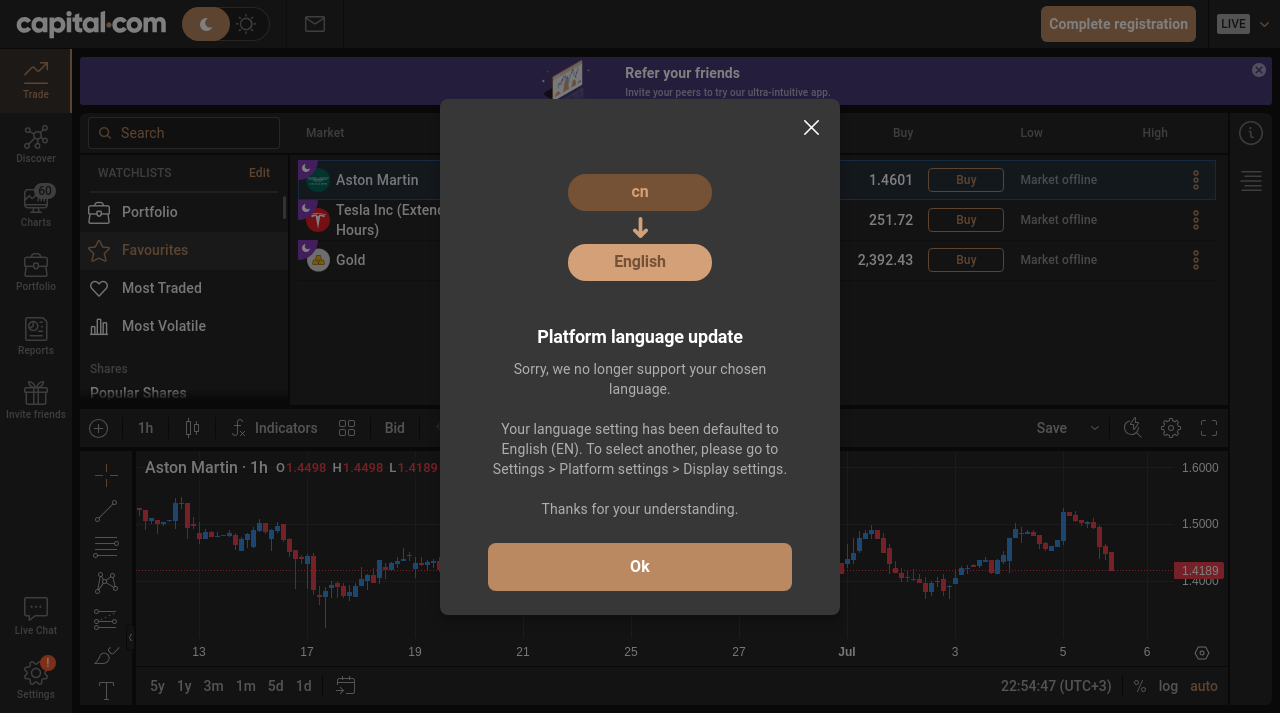 capital.com
Complete registration
LIVE
Trade
Refer your friends
Invite your peers to try our ultra-intuitive app.
Discover
60
Charts
Portfolio
Reports
Invite friends
Live Chat
!
Settings
Search
Market
Buy
Low
High
WATCHLISTS
Edit
Portfolio
Favourites
Most Traded
Most Volatile
Shares
Popular Shares
Aston Martin
1.4601
Buy
Market offline
Tesla Inc (Extend
Hours)
251.72
Buy
Market offline
Gold
2,392.43
Buy
Market offline
cn
English
Platform language update
Sorry, we no longer support your chosen
language.
Your language setting has been defaulted to
English (EN). To select another, please go to
Settings > Platform settings > Display settings.
Thanks for your understanding.
Ok
1h
Indicators
Bid
Save
Aston Martin · 1h O1.4498 H1.4498 L1.4189
1.6000
1.5000
1.4189
1.4000
13 17 19 21 25 27 Jul 3 5 6
5y 1y 3m 1m 5d 1d
22:54:47 (UTC+3) % log auto